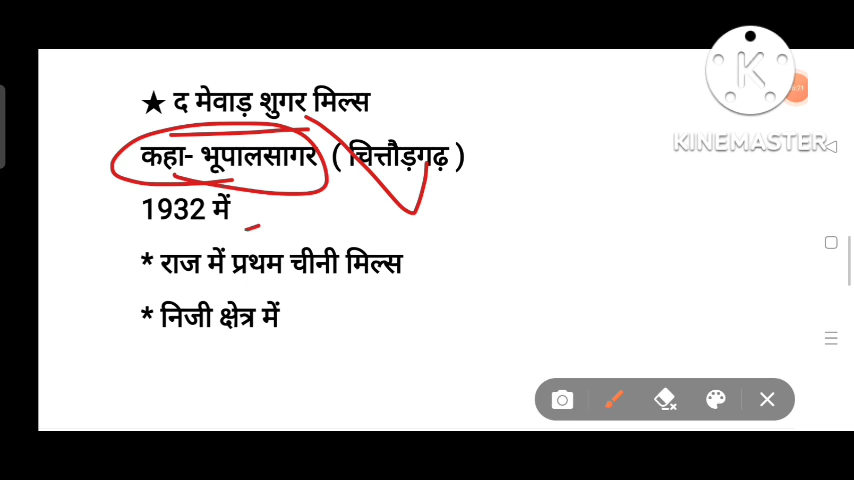 ★ द मेवाड़ शुगर मिल्स
कहा- भूपालसागर ( चित्तौड़गढ़ )
1932 में
* राज में प्रथम चीनी मिल्स
* निजी क्षेत्र में
K
KINEMASTER